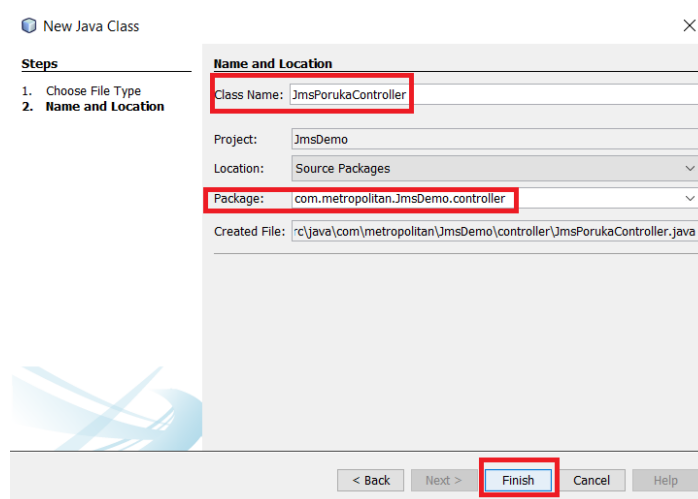 New Java Class
Steps
1. Choose File Type
2. Name and Location
Name and Location
Class Name: JmsPorukaController
Project: JmsDemo
Location: Source Packages
Package: com.metropolitan.JmsDemo.controller
Created File: rc\java\com\metropolitan\JmsDemo\controller\JmsPorukaController.java
< Back Next > Finish Cancel Help